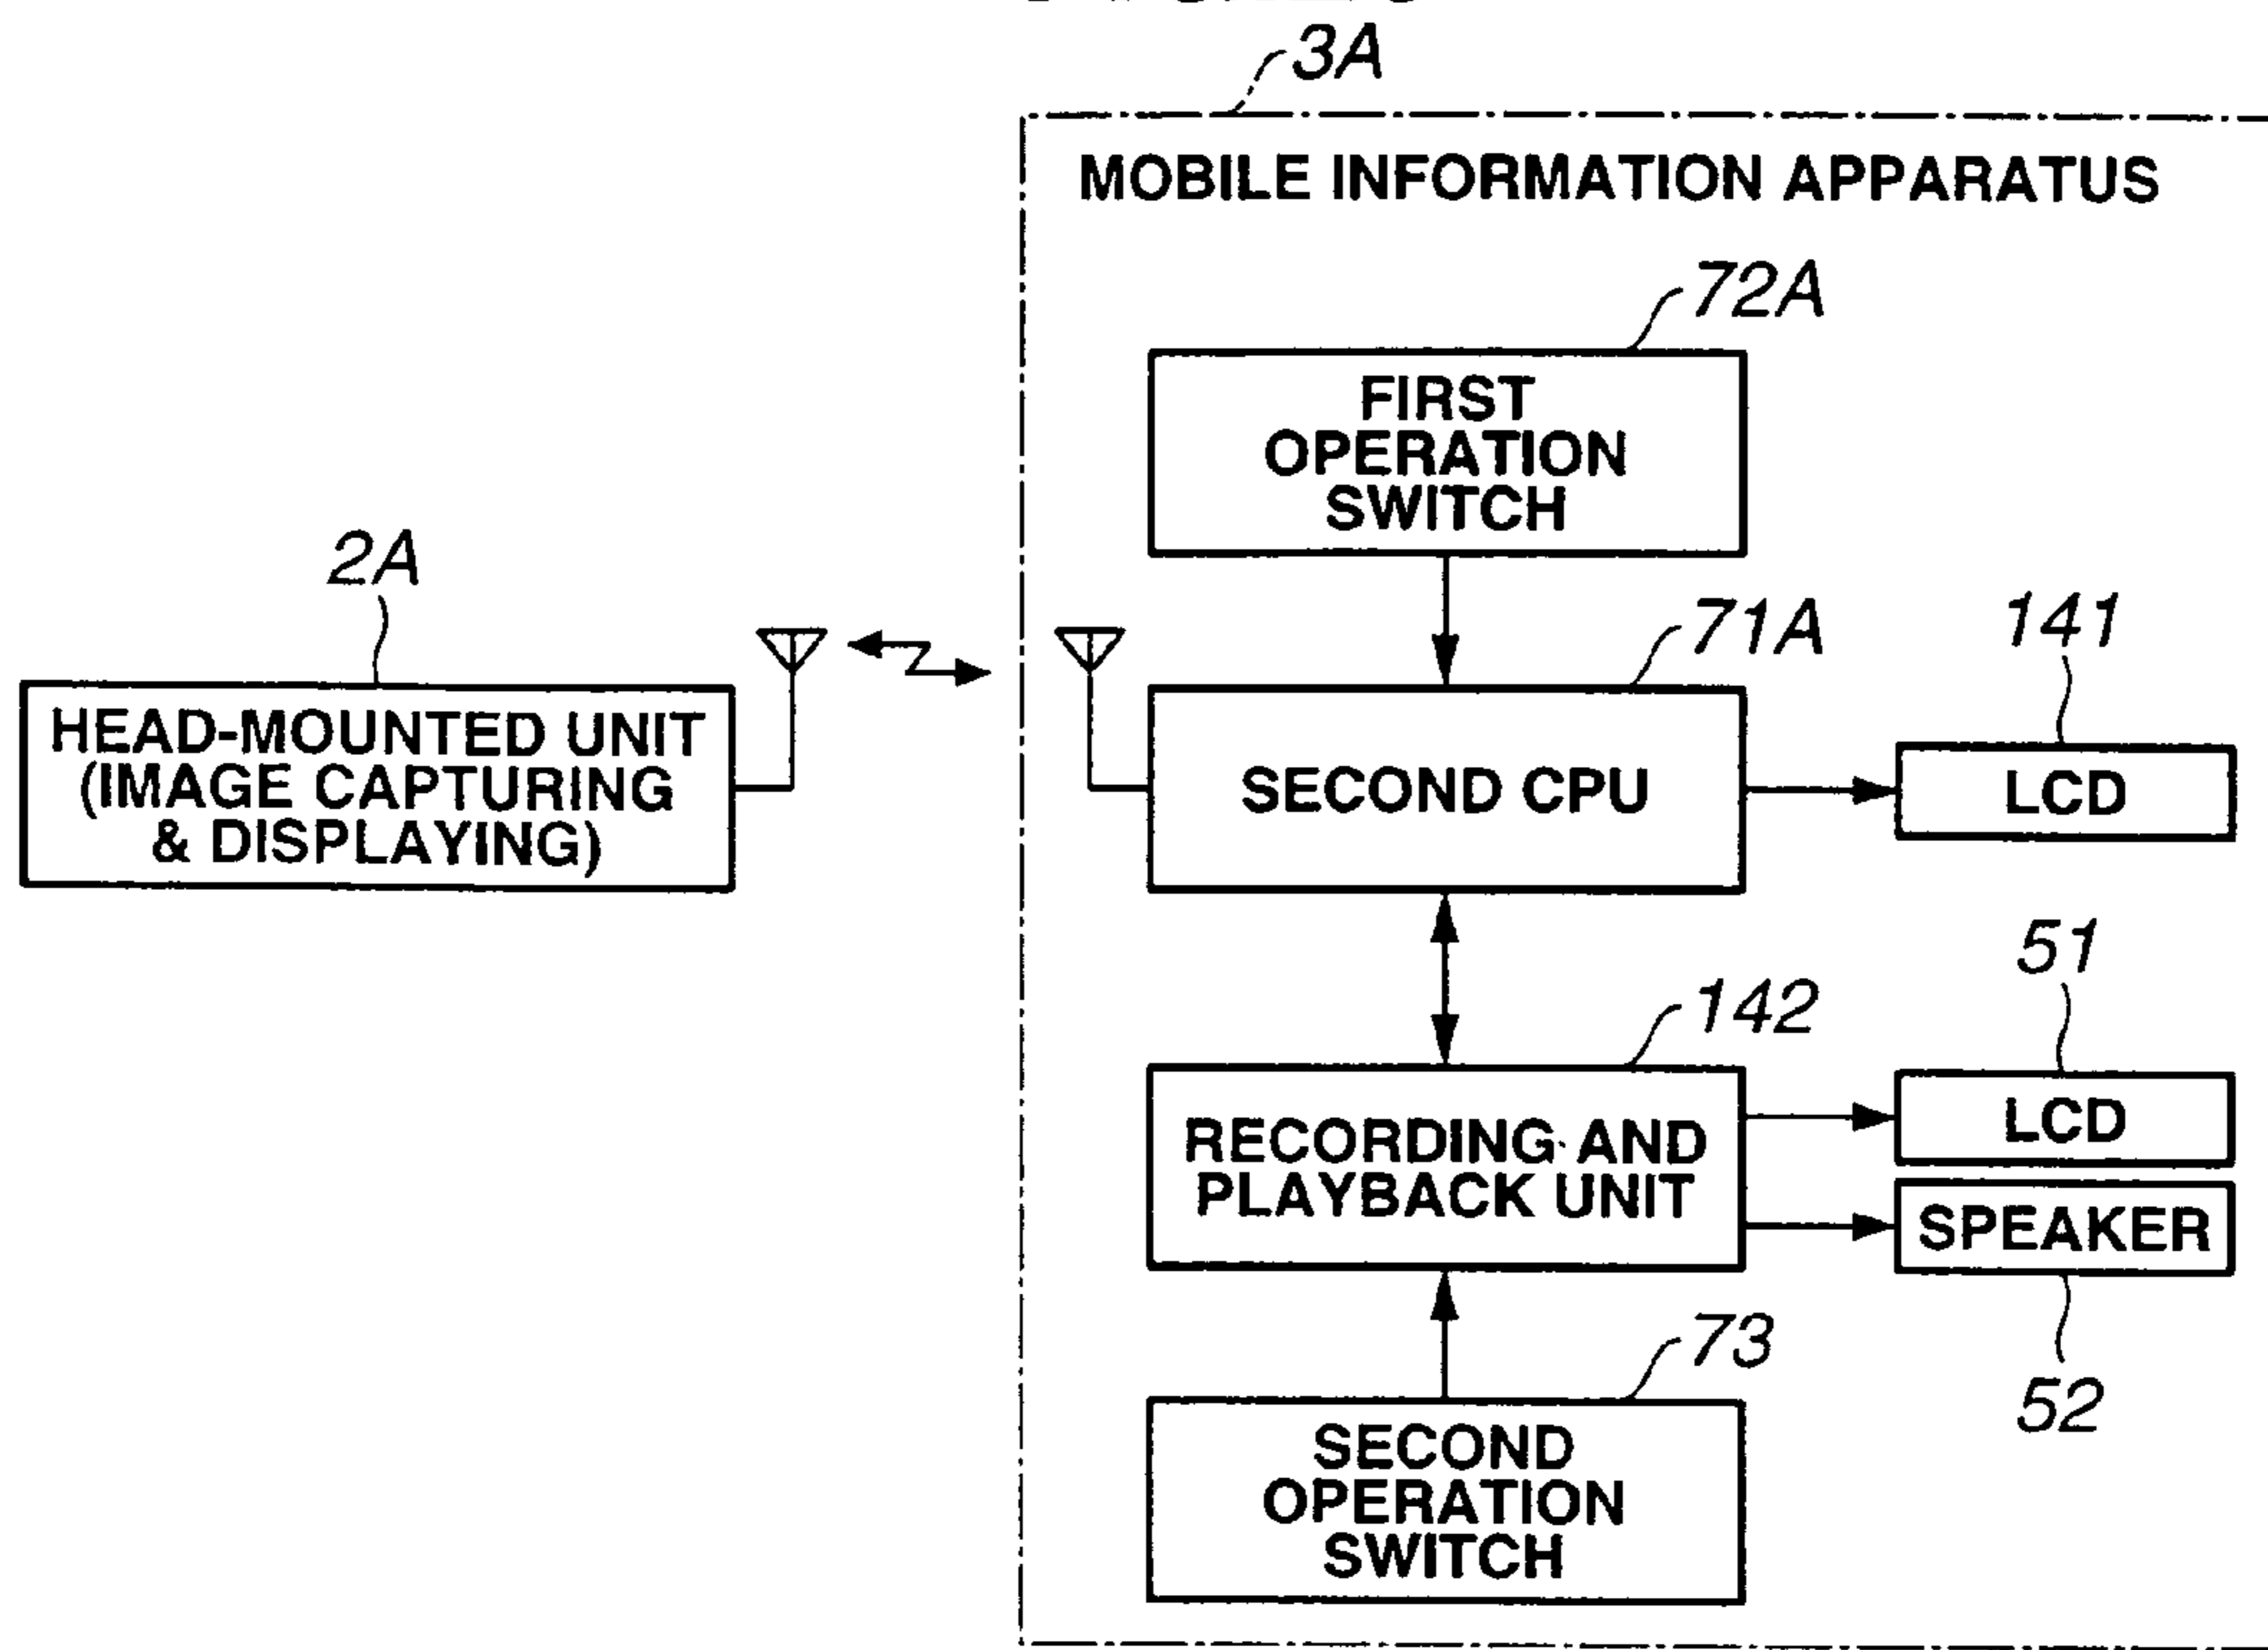 3A
MOBILE INFORMATION APPARATUS
72A
FIRST
OPERATION
SWITCH
2A
HEAD-MOUNTED UNIT
(IMAGE CAPTURING
& DISPLAYING)
71A
SECOND CPU
141
LCD
142
RECORDING AND
PLAYBACK UNIT
51
LCD
SPEAKER
52
73
SECOND
OPERATION
SWITCH